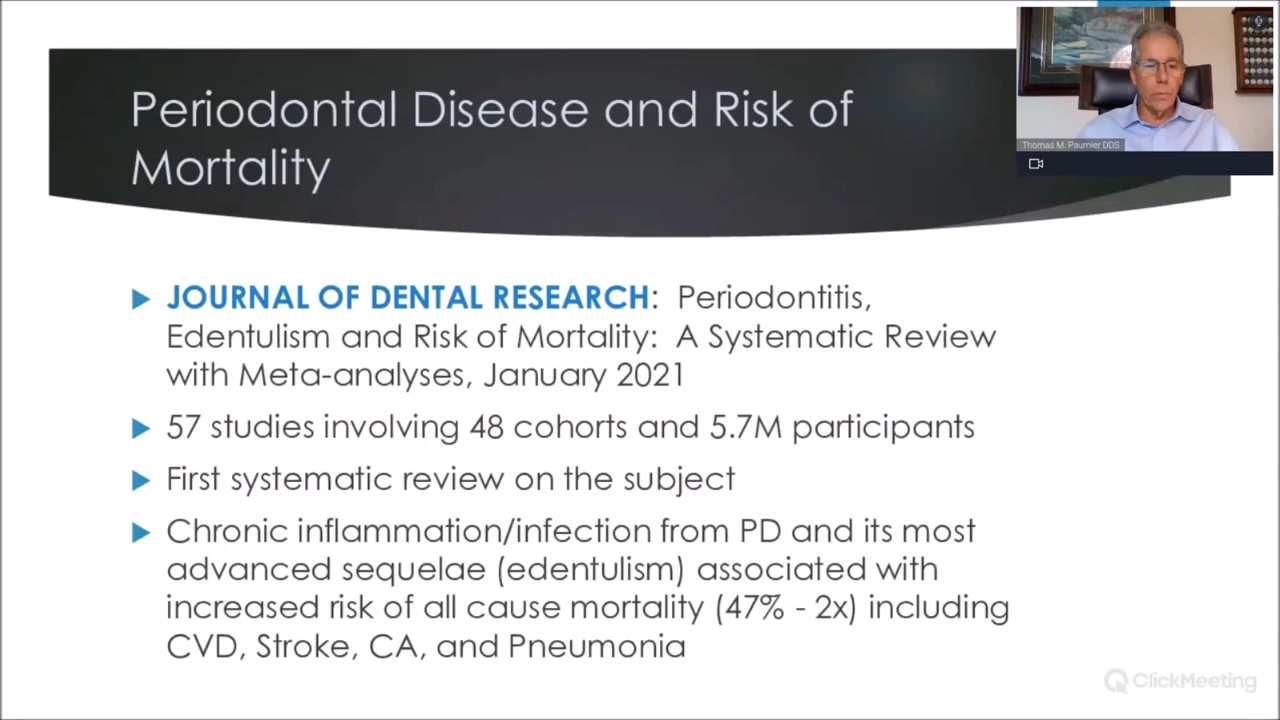 Periodontal Disease and Risk of
Mortality
Thomas M. Paumier DDS
JOURNAL OF DENTAL RESEARCH: Periodontitis,
Edentulism and Risk of Mortality: A Systematic Review
with Meta-analyses, January 2021
57 studies involving 48 cohorts and 5.7M participants
First systematic review on the subject
Chronic inflammation/infection from PD and its most
advanced sequelae (edentulism) associated with
increased risk of all cause mortality (47% - 2x) including
CVD, Stroke, CA, and Pneumonia
ClickMeeting